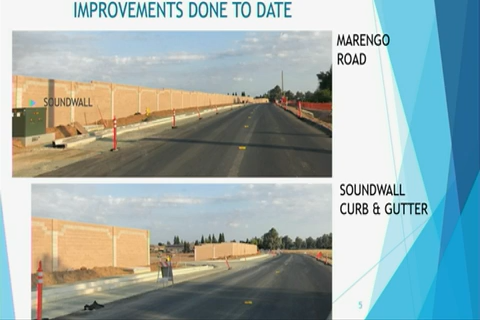 IMPROVEMENTS DONE TO DATE
MARENGO
ROAD
SOUNDWALL
SOUNDWALL
CURB & GUTTER
5